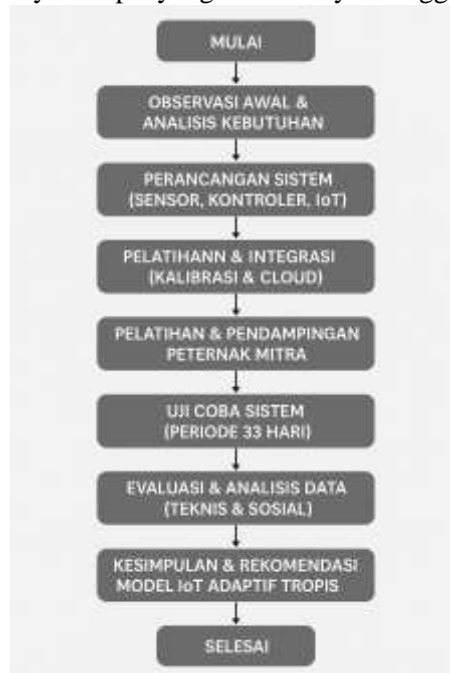 MULAI
OBSERVASI AWAL &
ANALISIS KEBUTUHAN
PERANCANGAN SISTEM
(SENSOR, KONTROLER, IoT)
PELATIHANN & INTEGRASI
(KALIBRASI & CLOUD)
PELATIHAN & PENDAMPINGAN
PETERNAK MITRA
UJI COBA SISTEM
(PERIODE 33 HARI)
EVALUASI & ANALISIS DATA
(TEKNIS & SOSIAL)
KESIMPULAN & REKOMENDASI
MODEL IoT ADAPTIF TROPIS
SELESAI